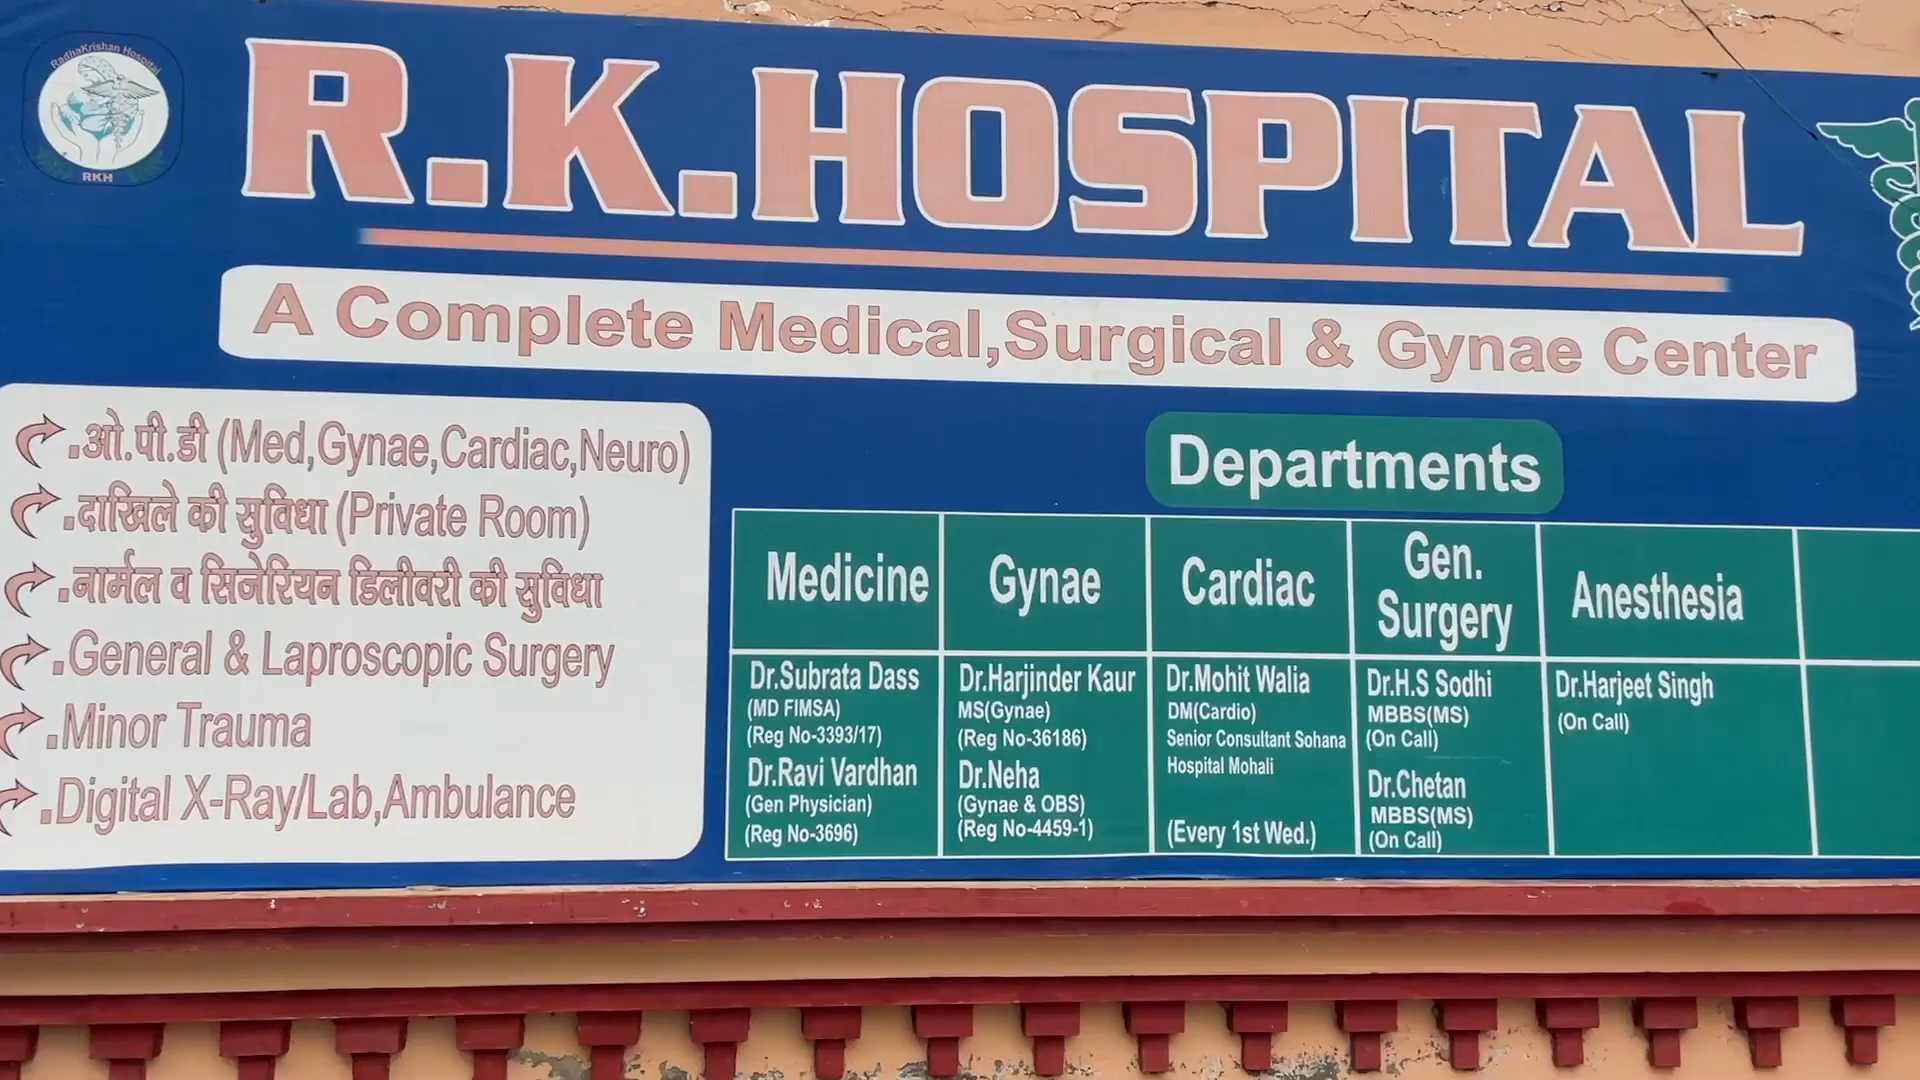 RadhaKrishan Hospital
RKH
R.K.HOSPITAL
A Complete Medical,Surgical & Gynae Center
.ओ.पी.डी (Med,Gynae,Cardiac,Neuro)
.दाखिले की सुविधा (Private Room)
.नार्मल व सिजेरियन डिलीवरी की सुविधा
.General & Laproscopic Surgery
.Minor Trauma
.Digital X-Ray/Lab,Ambulance
Departments
Medicine
Dr.Subrata Dass
(MD FIMSA)
(Reg No-3393/17)
Dr.Ravi Vardhan
(Gen Physician)
(Reg No-3696)
Gynae
Dr.Harjinder Kaur
MS(Gynae)
(Reg No-36186)
Dr.Neha
(Gynae & OBS)
(Reg No-4459-1)
Cardiac
Dr.Mohit Walia
DM(Cardio)
Senior Consultant Sohana
Hospital Mohali
(Every 1st Wed.)
Gen.
Surgery
Dr.H.S Sodhi
MBBS(MS)
(On Call)
Dr.Chetan
MBBS(MS)
(On Call)
Anesthesia
Dr.Harjeet Singh
(On Call)